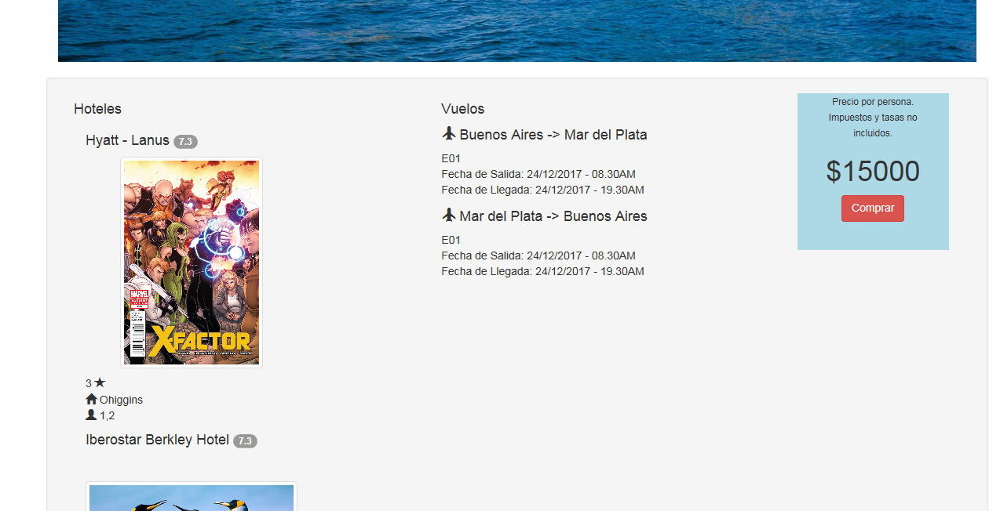 Hoteles
Hyatt - Lanus 7.3
MARVEL
X-FACTOR
3
Ohiggins
1,2
Iberostar Berkley Hotel 7.3
Vuelos
Buenos Aires -> Mar del Plata
E01
Fecha de Salida: 24/12/2017 - 08.30AM
Fecha de Llegada: 24/12/2017 - 19.30AM
Mar del Plata -> Buenos Aires
E01
Fecha de Salida: 24/12/2017 - 08.30AM
Fecha de Llegada: 24/12/2017 - 19.30AM
Precio por persona.
Impuestos y tasas no
incluidos.
$15000
Comprar